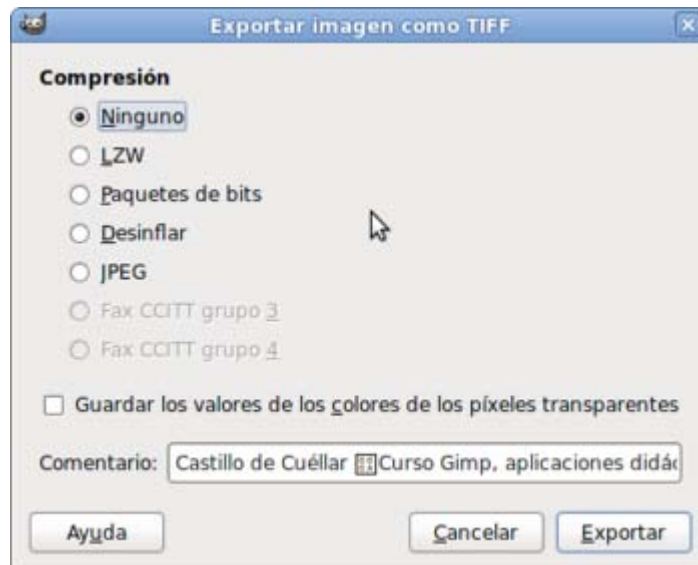 Exportar imagen como TIFF
Compresión
Ninguno
LZW
Paquetes de bits
Desinflar
JPEG
Fax CCITT grupo 3
Fax CCITT grupo 4
Guardar los valores de los colores de los píxeles transparentes
Comentario: Castillo de Cuéllar Curso Gimp, aplicaciones didác
Ayuda Cancelar Exportar